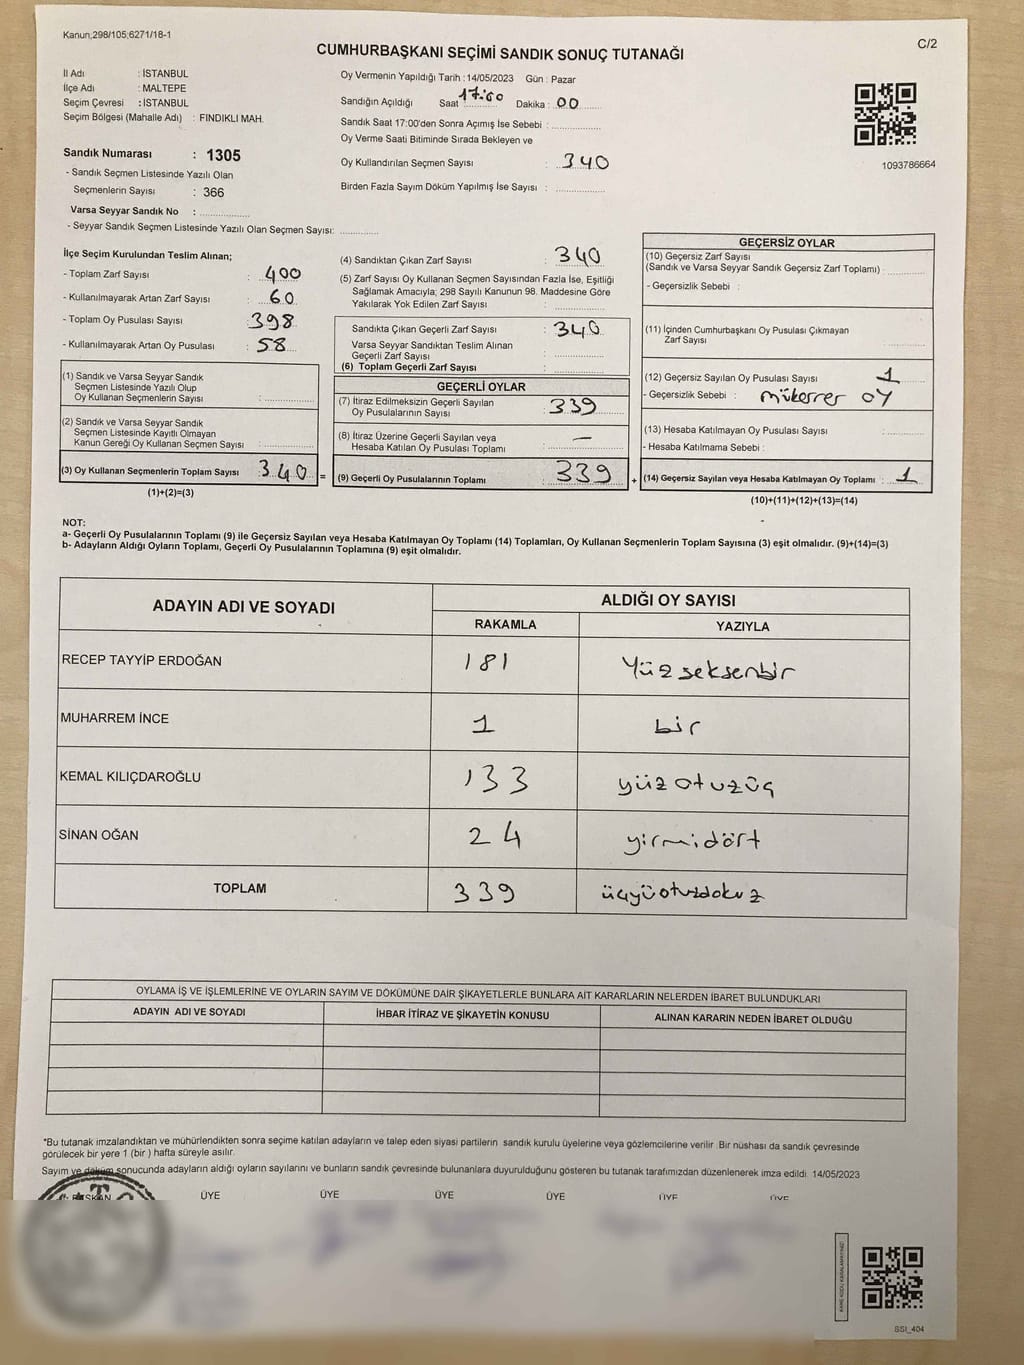 Kanun;298/105;6271/18-1
C/2
CUMHURBAŞKANI SEÇİMİ SANDIK SONUÇ TUTANAĞI
İl Adı : İSTANBUL
İlçe Adı : MALTEPE
Seçim Çevresi : İSTANBUL
Seçim Bölgesi (Mahalle Adı) : FINDIKLI MAH.
Sandık Numarası : 1305
- Sandık Seçmen Listesinde Yazılı Olan
Seçmenlerin Sayısı : 366
Varsa Seyyar Sandık No : ...............
- Seyyar Sandık Seçmen Listesinde Yazılı Olan Seçmen Sayısı: ............
Oy Vermenin Yapıldığı Tarih : 14/05/2023 Gün : Pazar
Sandığın Açıldığı Saat 17:00 Dakika : 00
Sandık Saat 17:00'den Sonra Açımış İse Sebebi : ...............
Oy Verme Saati Bitiminde Sırada Bekleyen ve
Oy Kullandırılan Seçmen Sayısı : 340
Birden Fazla Sayım Döküm Yapılmış İse Sayısı : ...............
1093786664
İlçe Seçim Kurulundan Teslim Alınan;
- Toplam Zarf Sayısı : 400
- Kullanılmayarak Artan Zarf Sayısı : 60
- Toplam Oy Pusulası Sayısı : 398
- Kullanılmayarak Artan Oy Pusulası : 58
(1) Sandık ve Varsa Seyyar Sandık
Seçmen Listesinde Yazılı Olup
Oy Kullanan Seçmenlerin Sayısı : ...............
(2) Sandık ve Varsa Seyyar Sandık
Seçmen Listesinde Kayıtlı Olmayan
Kanun Gereği Oy Kullanan Seçmen Sayısı : ...............
(3) Oy Kullanan Seçmenlerin Toplam Sayısı 340 =
(1)+(2)=(3)
(4) Sandıktan Çıkan Zarf Sayısı : 340
(5) Zarf Sayısı Oy Kullanan Seçmen Sayısından Fazla İse, Eşitliği
Sağlamak Amacıyla; 298 Sayılı Kanunun 98. Maddesine Göre
Yakılarak Yok Edilen Zarf Sayısı : ...............
Sandıkta Çıkan Geçerli Zarf Sayısı : 340
Varsa Seyyar Sandıktan Teslim Alınan
Geçerli Zarf Sayısı : ...............
(6) Toplam Geçerli Zarf Sayısı : ...............
GEÇERLİ OYLAR
(7) İtiraz Edilmeksizin Geçerli Sayılan
Oy Pusulalarının Sayısı : 339
(8) İtiraz Üzerine Geçerli Sayılan veya
Hesaba Katılan Oy Pusulası Toplamı : —
(9) Geçerli Oy Pusulalarının Toplamı : 339 +
GEÇERSİZ OYLAR
(10) Geçersiz Zarf Sayısı
(Sandık ve Varsa Seyyar Sandık Geçersiz Zarf Toplamı) : ............
- Geçersizlik Sebebi :
(11) İçinden Cumhurbaşkanı Oy Pusulası Çıkmayan
Zarf Sayısı : ............
(12) Geçersiz Sayılan Oy Pusulası Sayısı : 1
- Geçersizlik Sebebi : mükerrer oy
(13) Hesaba Katılmayan Oy Pusulası Sayısı : ............
- Hesaba Katılmama Sebebi :
(14) Geçersiz Sayılan veya Hesaba Katılmayan Oy Toplamı : 1
(10)+(11)+(12)+(13)=(14)
NOT:
a- Geçerli Oy Pusulalarının Toplamı (9) ile Geçersiz Sayılan veya Hesaba Katılmayan Oy Toplamı (14) Toplamları, Oy Kullanan Seçmenlerin Toplam Sayısına (3) eşit olmalıdır. (9)+(14)=(3)
b- Adayların Aldığı Oyların Toplamı, Geçerli Oy Pusulalarının Toplamına (9) eşit olmalıdır.
ADAYIN ADI VE SOYADI
ALDIĞI OY SAYISI
RAKAMLA YAZIYLA
RECEP TAYYİP ERDOĞAN 181 Yüz seksenbir
MUHARREM İNCE 1 bir
KEMAL KILIÇDAROĞLU 133 yüz otuzüç
SİNAN OĞAN 24 yirmidört
TOPLAM 339 üçyüotuzdokuz
OYLAMA İŞ VE İŞLEMLERİNE VE OYLARIN SAYIM VE DÖKÜMÜNE DAİR ŞİKAYETLERLE BUNLARA AİT KARARLARIN NELERDEN İBARET BULUNDUKLARI
ADAYIN ADI VE SOYADI İHBAR İTİRAZ VE ŞİKAYETİN KONUSU ALINAN KARARIN NEDEN İBARET OLDUĞU
*Bu tutanak imzalandıktan ve mühürlendikten sonra seçime katılan adayların ve talep eden siyasi partilerin sandık kurulu üyelerine veya gözlemcilerine verilir. Bir nüshası da sandık çevresinde
görülecek bir yere 1 (bir ) hafta süreyle asılır.
Sayım ve döküm sonucunda adayların aldığı oyların sayılarını ve bunların sandık çevresinde bulunanlara duyurulduğunu gösteren bu tutanak tarafımızdan düzenlenerek imza edildi. 14/05/2023
BAŞKAN ÜYE ÜYE ÜYE ÜYE ÜYE ÜYE
KARE KODU KARALAMAYINIZ!
SSI_404